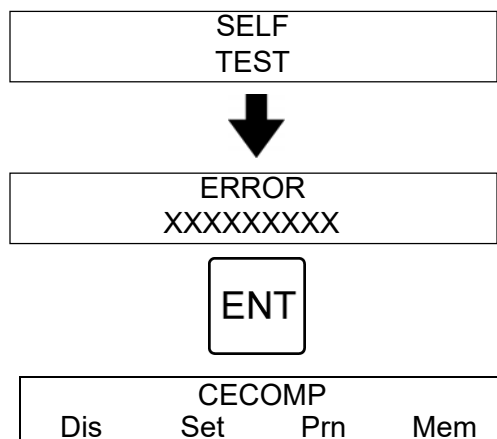 SELF
TEST
ERROR
XXXXXXXXX
ENT
CECOMP
Dis Set Prn Mem